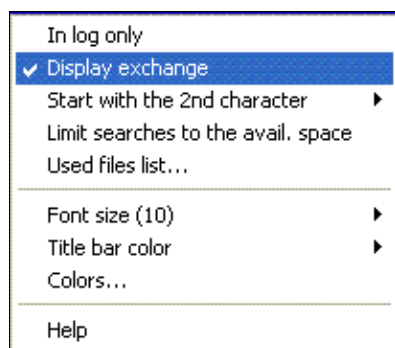 In log only
Display exchange
Start with the 2nd character
Limit searches to the avail. space
Used files list...
Font size (10)
Title bar color
Colors...
Help